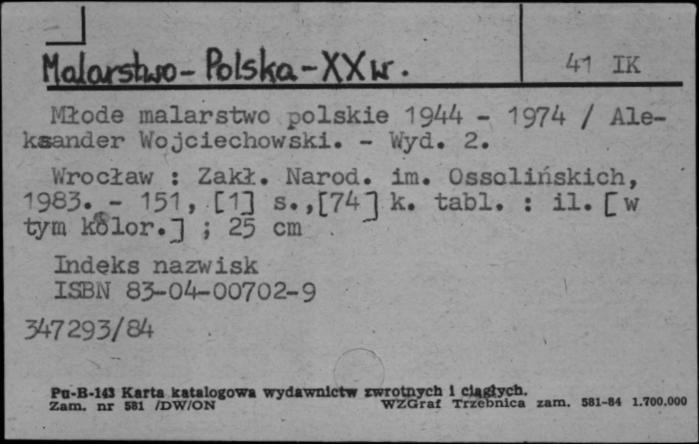 Malarstwo - Polska - XX w.
41 IK
Młode malarstwo polskie 1944 - 1974 / Ale-
ksander Wojciechowski. - Wyd. 2.
Wrocław : Zakł. Narod. im. Ossolińskich,
1983. - 151, [1] s.,[74] k. tabl. : il. [w
tym kolor.] ; 25 cm
Indeks nazwisk
ISBN 83-04-00702-9
347293/84
Pu-B-143 Karta katalogowa wydawnictw zwrotnych i ciągłych.
Zam. nr 581 /DW/ON WZGraf Trzebnica zam. 581-84 1.700.000